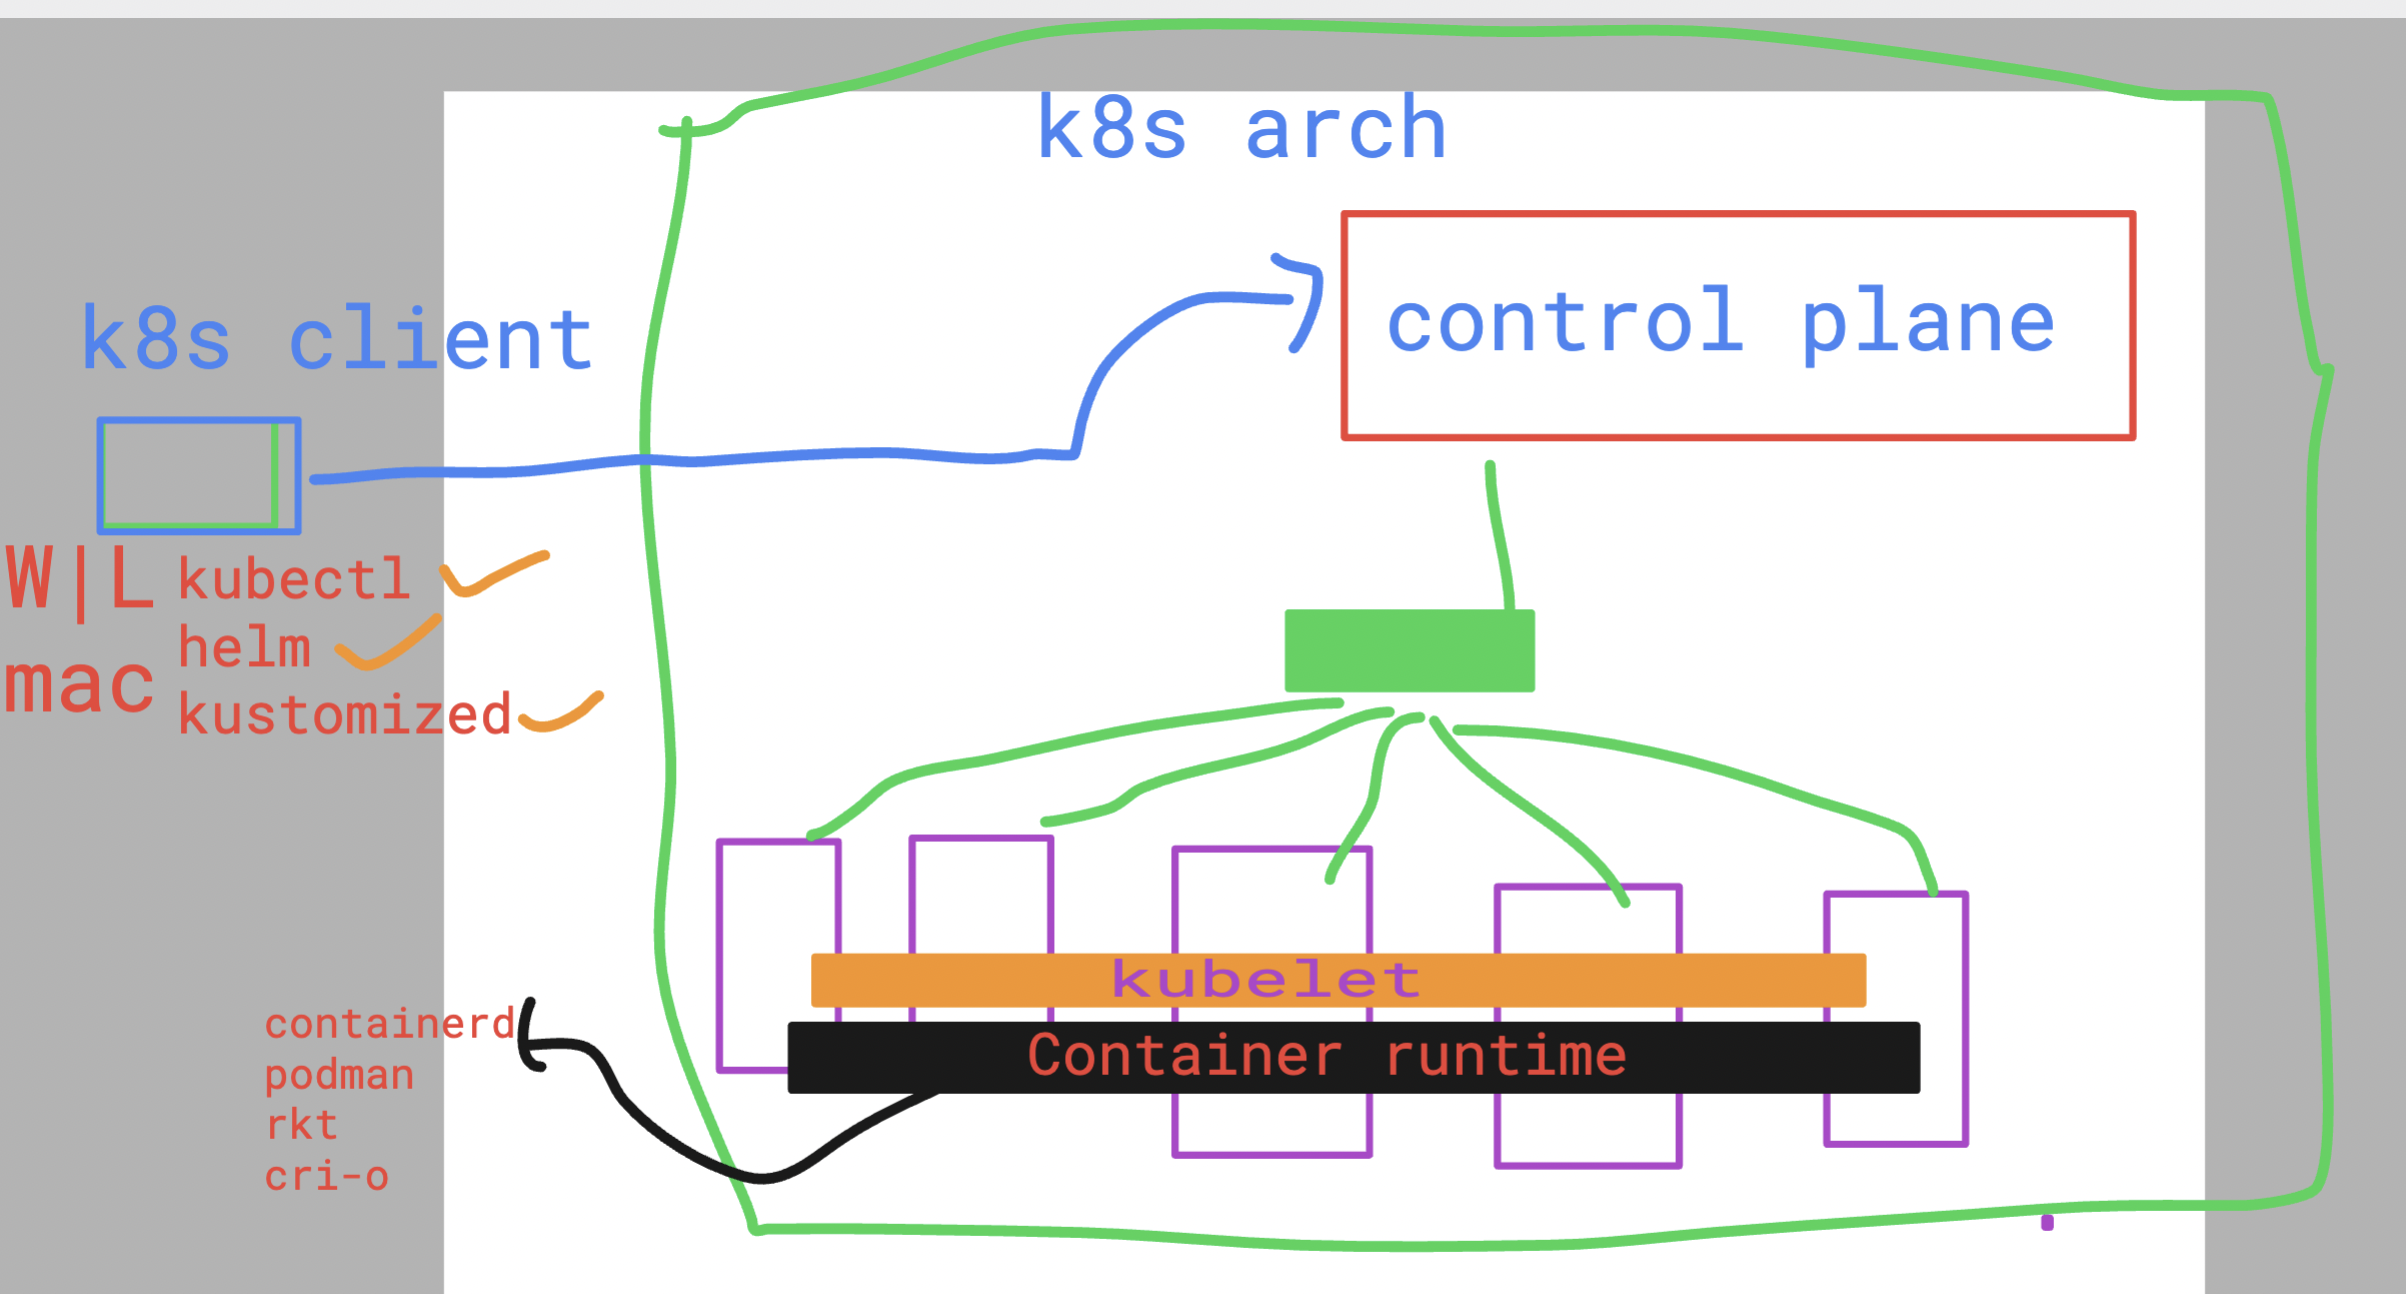 k8s arch
control plane
k8s client
W|L
mac
kubectl
helm
kustomized
kubelet
Container runtime
containerd
podman
rkt
cri-o